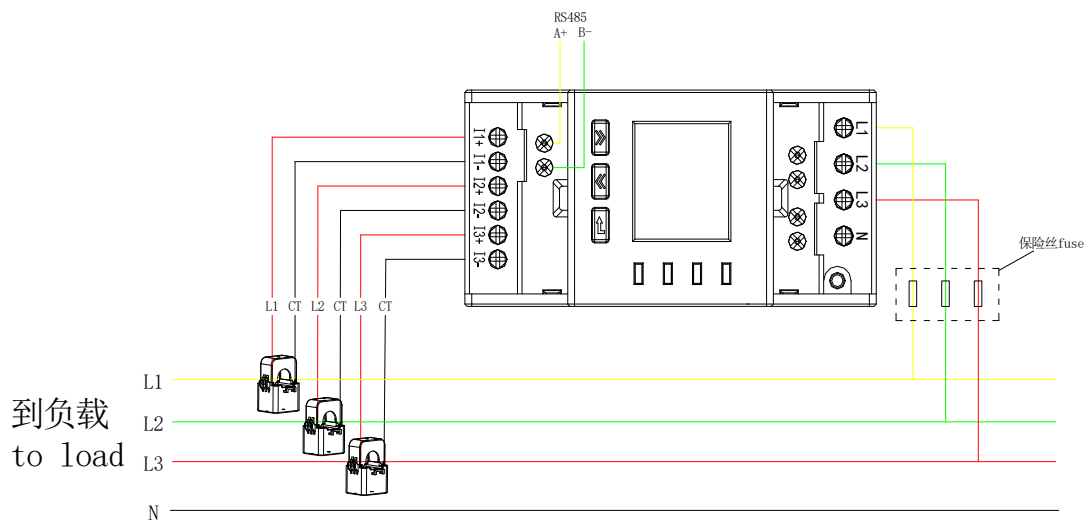 RS485
A+ B-
I1+
I1-
I2+
I2-
I3+
I3-
L1
L2
L3
N
保险丝fuse
L1 CT L2 CT L3 CT
L1
到负载
L2
to load
L3
N